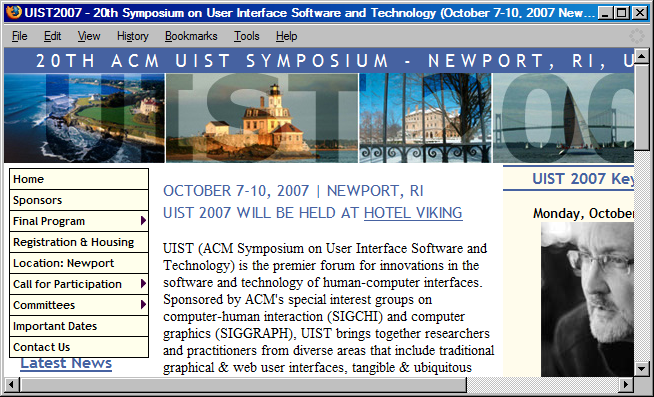 UIST2007 - 20th Symposium on User Interface Software and Technology (October 7-10, 2007 New...
File Edit View History Bookmarks Tools Help
20TH ACM UIST SYMPOSIUM - NEWPORT, RI, U
UIST 200
Home
Sponsors
Final Program
Registration & Housing
Location: Newport
Call for Participation
Committees
Important Dates
Contact Us
Latest News
OCTOBER 7-10, 2007 | NEWPORT, RI
UIST 2007 WILL BE HELD AT HOTEL VIKING
UIST (ACM Symposium on User Interface Software and
Technology) is the premier forum for innovations in the
software and technology of human-computer interfaces.
Sponsored by ACM's special interest groups on
computer-human interaction (SIGCHI) and computer
graphics (SIGGRAPH), UIST brings together researchers
and practitioners from diverse areas that include traditional
graphical & web user interfaces, tangible & ubiquitous
UIST 2007 Key
Monday, October